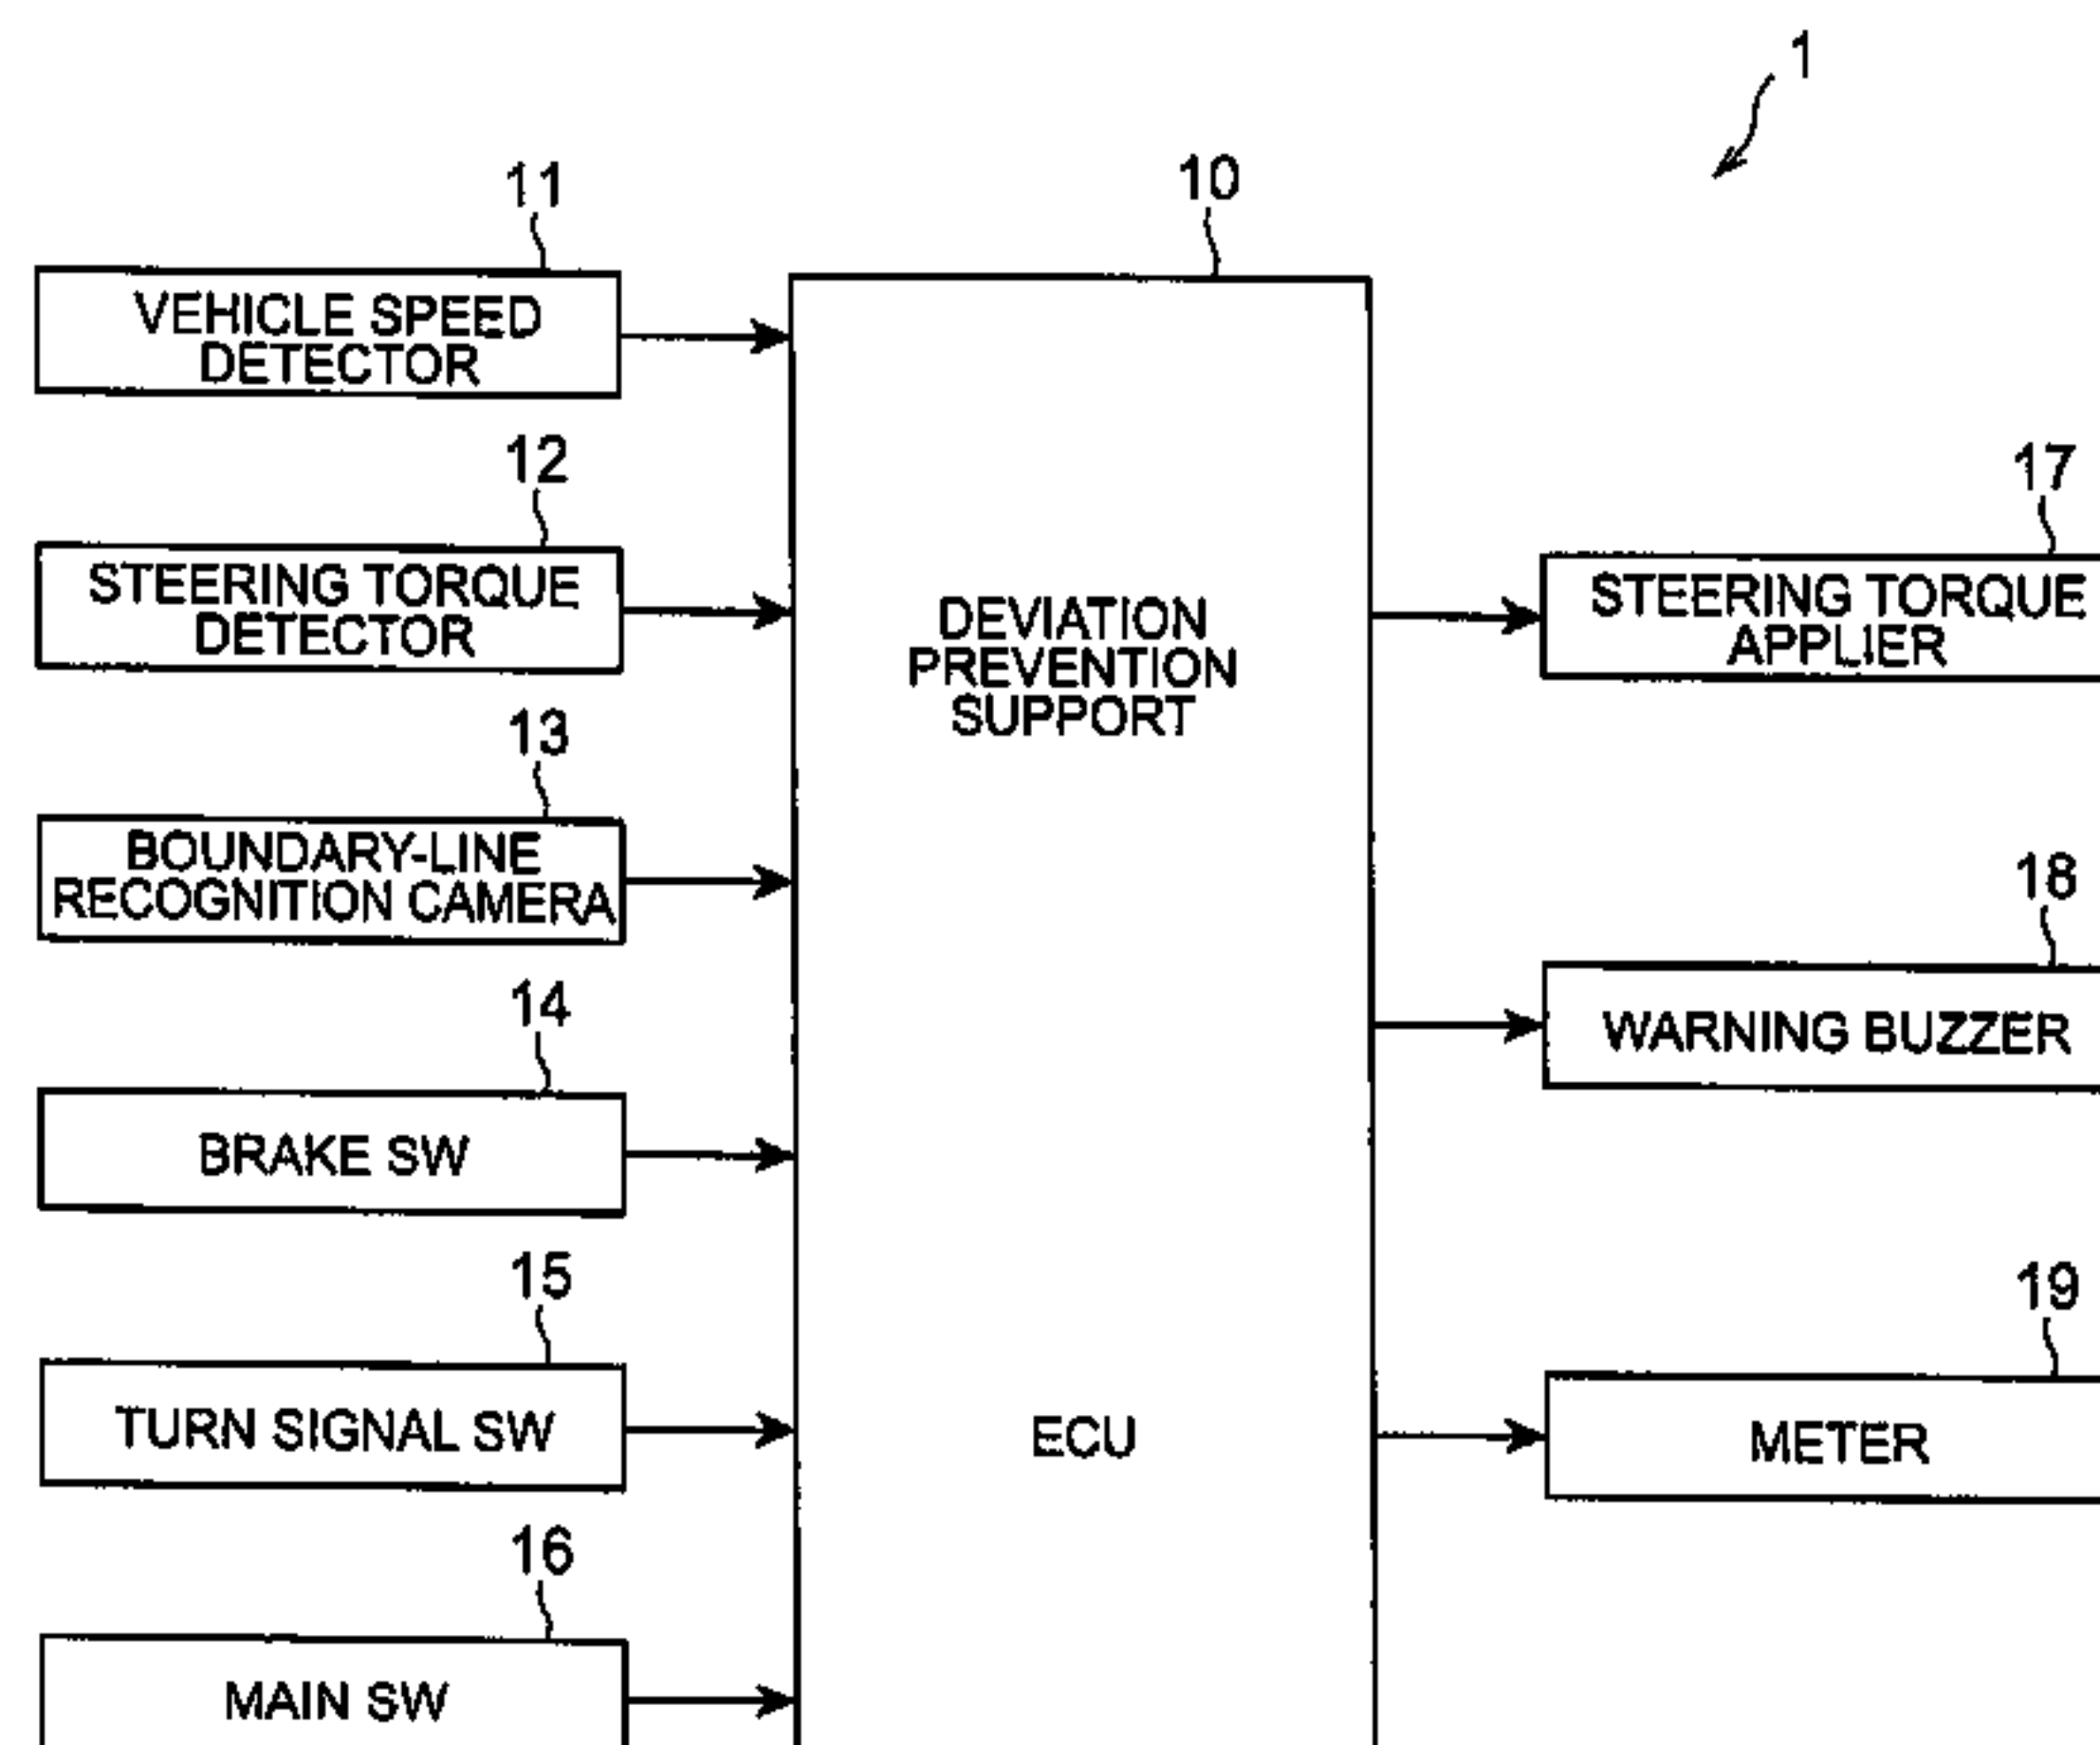 1
11
VEHICLE SPEED
DETECTOR
12
STEERING TORQUE
DETECTOR
13
BOUNDARY-LINE
RECOGNITION CAMERA
14
BRAKE SW
15
TURN SIGNAL SW
16
MAIN SW
10
DEVIATION
PREVENTION
SUPPORT
ECU
17
STEERING TORQUE
APPLIER
18
WARNING BUZZER
19
METER